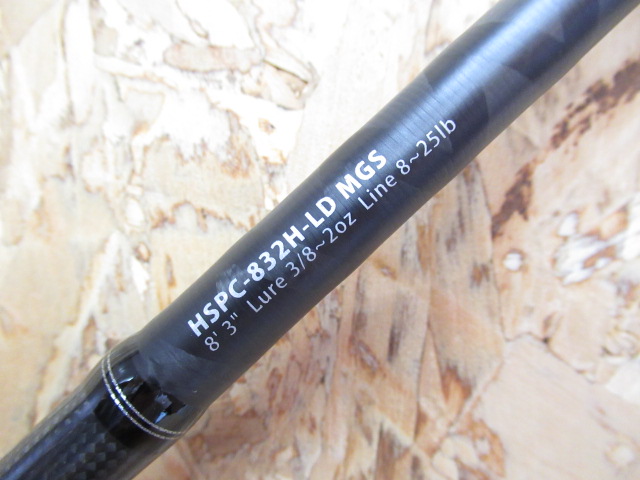 HSPC-832H-LD MGS
8' 3" Lure 3/8~2oz Line 8~25lb